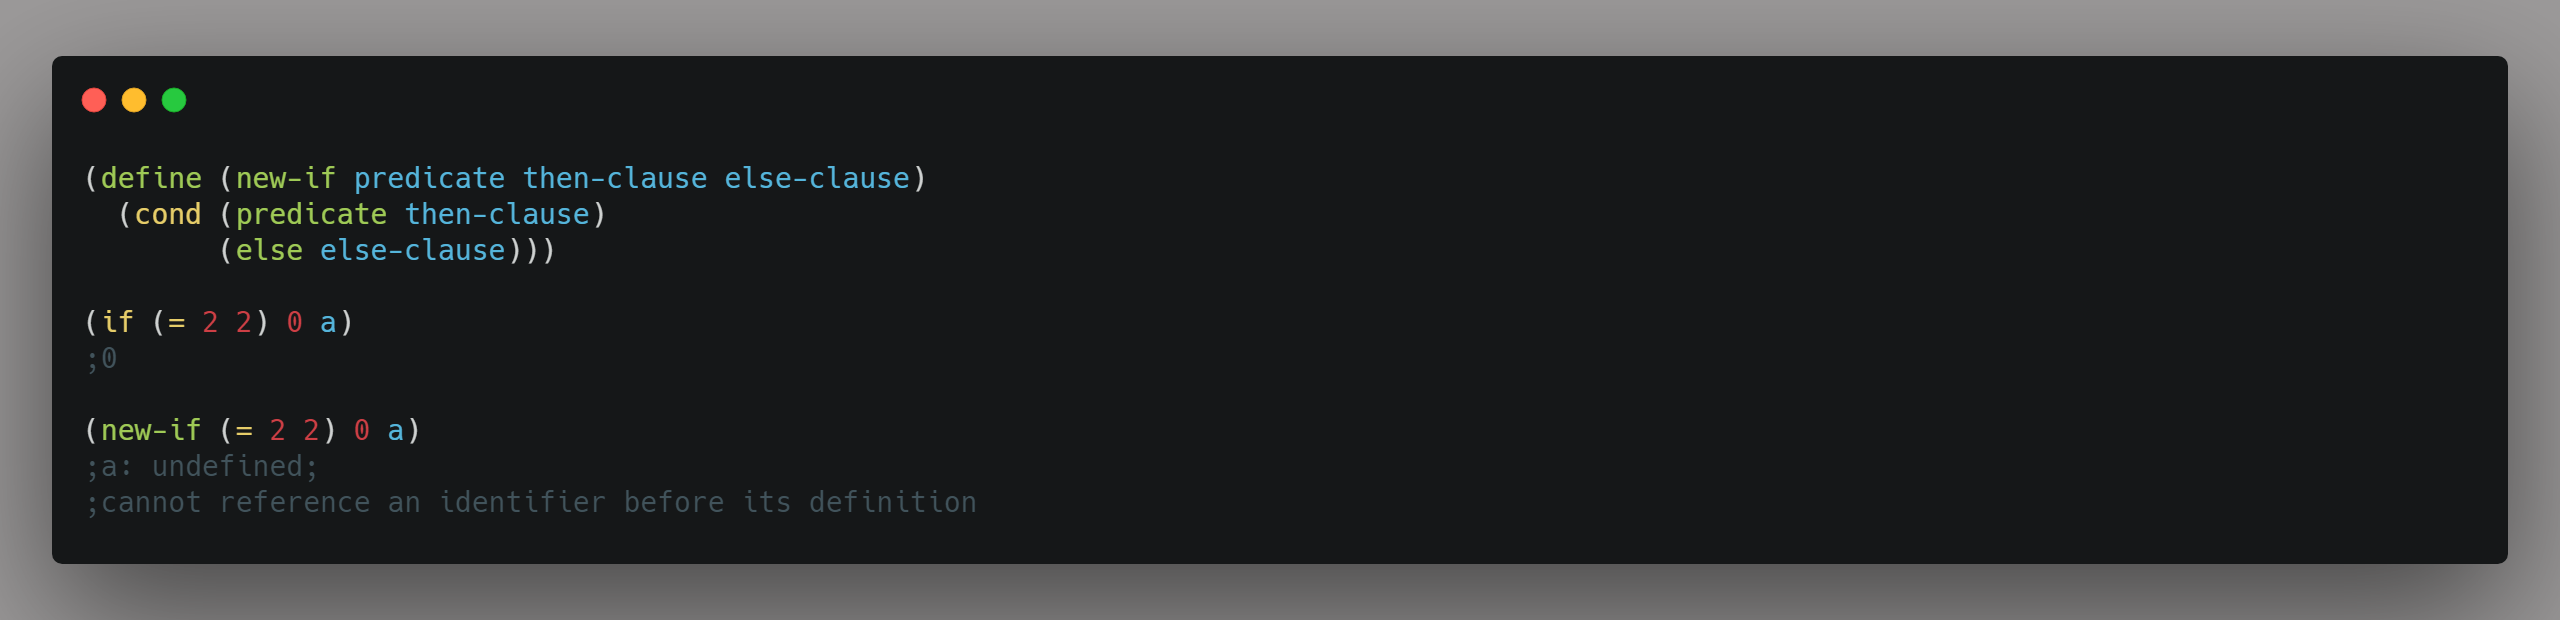 (define (new-if predicate then-clause else-clause)
  (cond (predicate then-clause)
        (else else-clause)))
(if (= 2 2) 0 a)
;0
(new-if (= 2 2) 0 a)
;a: undefined;
;cannot reference an identifier before its definition